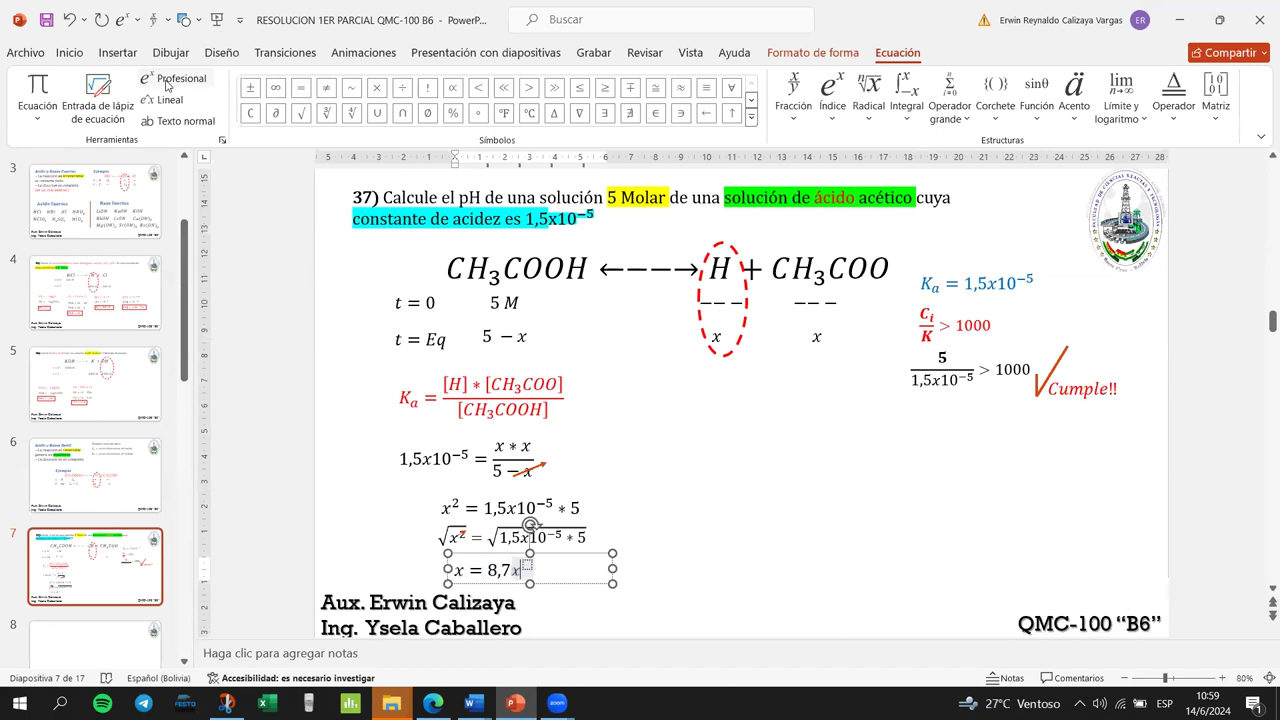 RESOLUCION 1ER PARCIAL QMC-100 B6 - PowerP...
Buscar
Erwin Reynaldo Calizaya Vargas
ER
Archivo Inicio Insertar Dibujar Diseño Transiciones Animaciones Presentación con diapositivas Grabar Revisar Vista Ayuda Formato de forma Ecuación
Compartir
Ecuación
Entrada de lápiz de ecuación
Profesional
Lineal
Texto normal
Herramientas
Símbolos
Fracción Índice Radical Integral Operador grande Corchete Función Acento Límite y logaritmo Operador Matriz
Estructuras
37) Calcule el pH de una solución 5 Molar de una solución de ácido acético cuya
constante de acidez es 1,5x10⁻⁵
CH₃COOH ←−−−−→ H + CH₃COO
t = 0 5 M −−− −−−
t = Eq 5 − x x x
Kₐ = 1,5x10⁻⁵
Cᵢ/K > 1000
5/1,5x10⁻⁵ > 1000
Cumple!!
Kₐ = [H] ∗ [CH₃COO] / [CH₃COOH]
1,5x10⁻⁵ = x ∗ x / 5 − x
x² = 1,5x10⁻⁵ ∗ 5
√x² = √1,5x10⁻⁵ ∗ 5
x = 8,7x
Aux. Erwin Calizaya
Ing. Ysela Caballero
QMC-100 “B6”
3
4
5
6
7
8
Haga clic para agregar notas
Diapositiva 7 de 17
Español (Bolivia)
Accesibilidad: es necesario investigar
Notas
Comentarios
80%
27°C Ventoso
ESP
10:59
14/6/2024